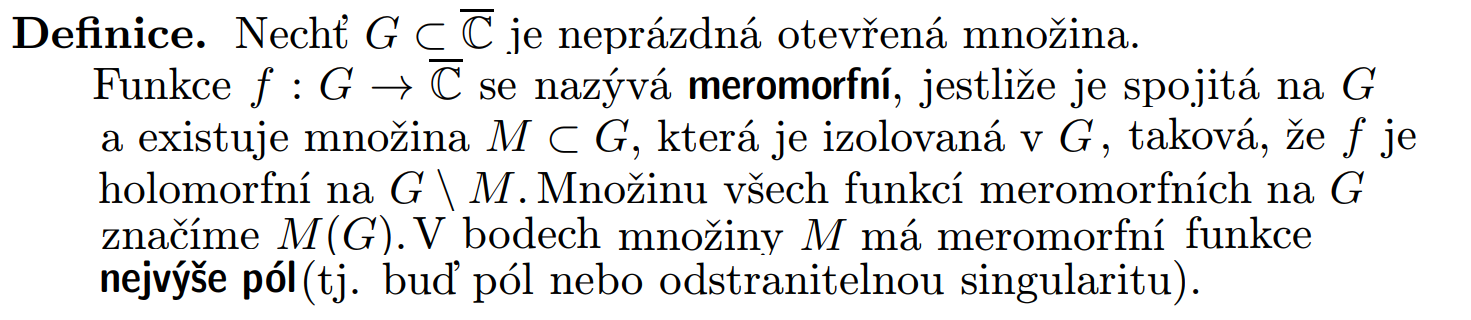 Definice. Nechť G ⊂ ℂ̅ je neprázdná otevřená množina.
Funkce f : G → ℂ̅ se nazývá meromorfní, jestliže je spojitá na G
a existuje množina M ⊂ G, která je izolovaná v G, taková, že f je
holomorfní na G \ M. Množinu všech funkcí meromorfních na G
značíme M(G). V bodech množiny M má meromorfní funkce
nejvýše pól (tj. buď pól nebo odstranitelnou singularitu).